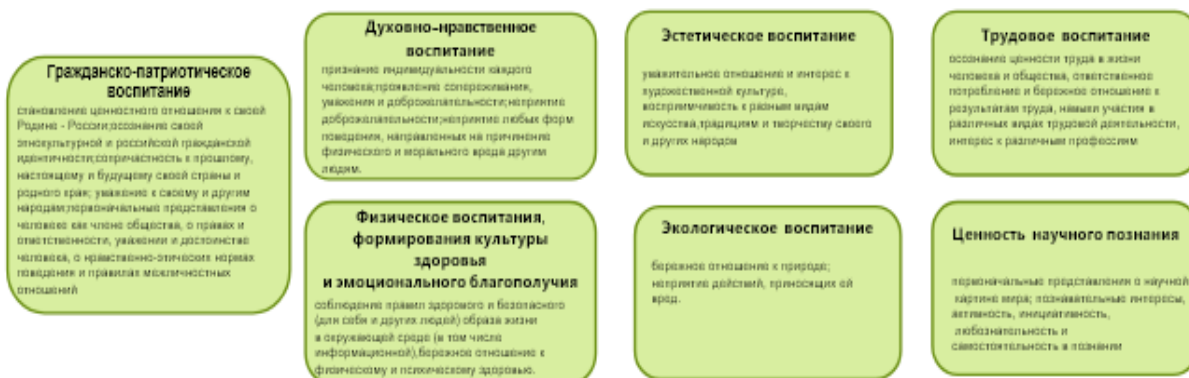 Гражданско-патриотическое
воспитание
становление ценностного отношения к своей
Родине - России;осознание своей
этнокультурной и российской гражданской
идентичности;сопричастность к прошлому,
настоящему и будущему своей страны и
родного края; уважение к своему и другим
народам;первоначальные представления о
человеке как члене общества, о правах и
ответственности, уважении и достоинстве
человека, о нравственно-этических нормах
поведения и правилах межличностных
отношений
Духовно-нравственное
воспитание
признание индивидуальности каждого
человека;проявление сопереживания,
уважения и доброжелательности;неприятие
доброжелательности;неприятие любых форм
поведения, направленных на причинение
физического и морального вреда другим
людям.
Эстетическое воспитание
уважительное отношение и интерес к
художественной культуре,
восприимчивость к разным видам
искусства,традициям и творчеству своего
и других народов
Трудовое воспитание
осознание ценности труда в жизни
человека и общества, ответственное
потребление и бережное отношение к
результатам труда, навыки участия в
различных видах трудовой деятельности,
интерес к различным профессиям
Физическое воспитания,
формирования культуры
здоровья
и эмоционального благополучия
соблюдение правил здорового и безопасного
(для себя и других людей) образа жизни
в окружающей среде (в том числе
информационной),бережное отношение к
физическому и психическому здоровью.
Экологическое воспитание
бережное отношение к природе;
неприятие действий, приносящих ей
вред.
Ценность научного познания
первоначальные представления о научной
картине мира; познавательные интересы,
активность, инициативность,
любознательность и
самостоятельность в познании